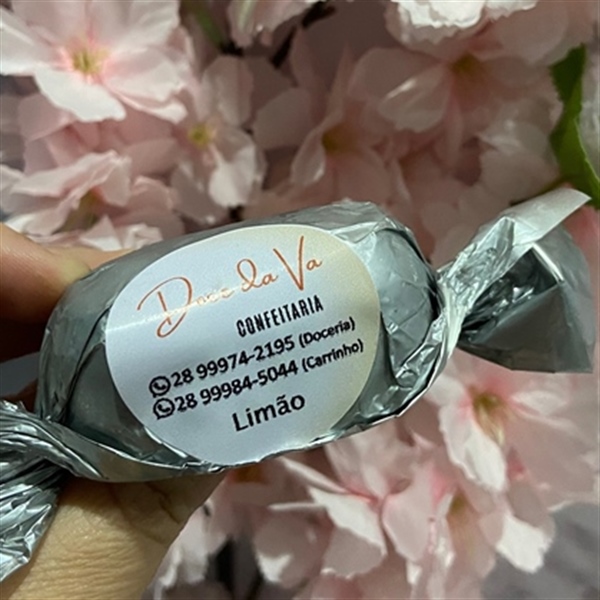 Doce da Va
CONFEITARIA
28 99974-2195 (Doceria)
28 99984-5044 (Carrinho)
Limão